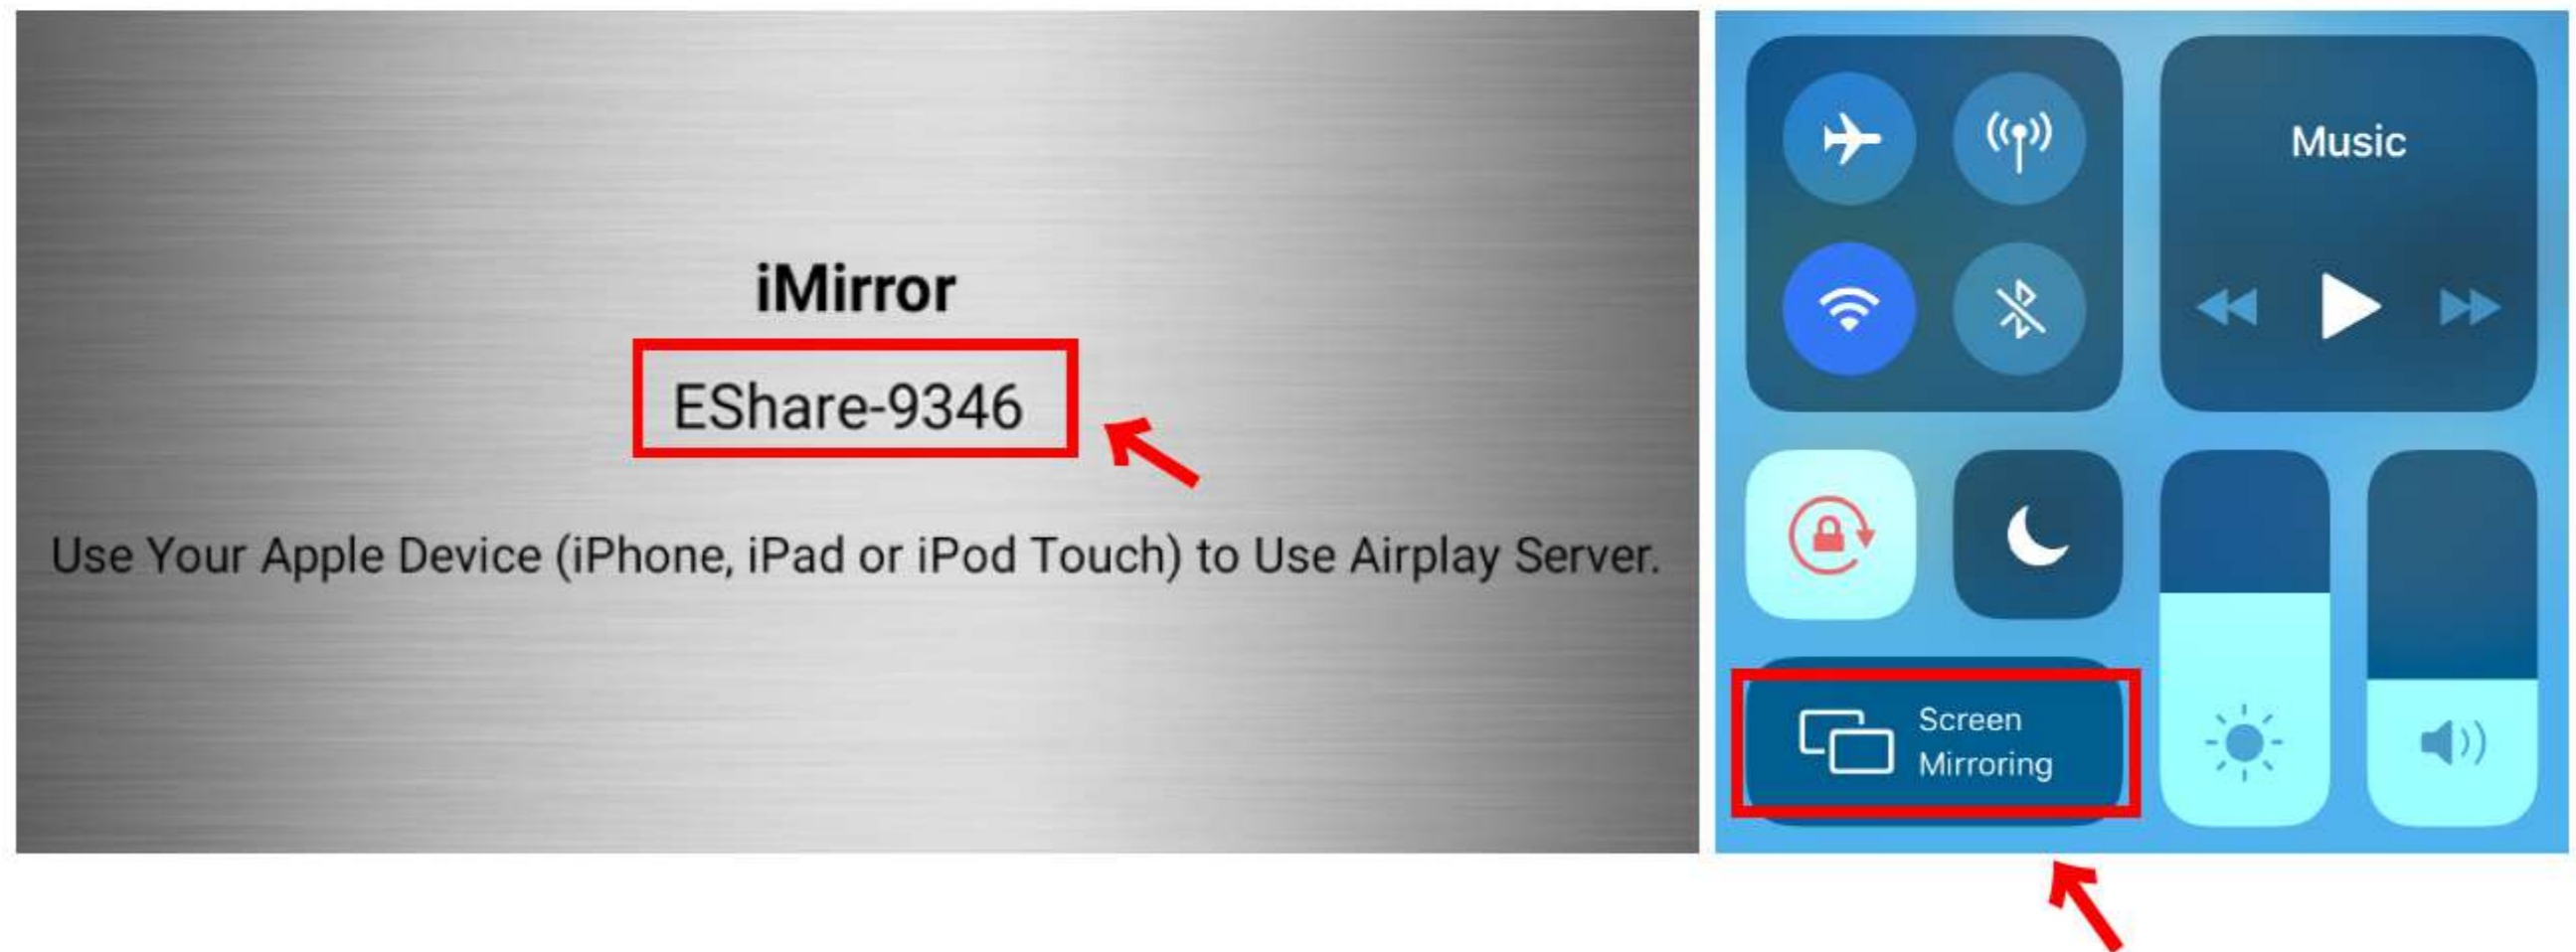 iMirror
EShare-9346
Use Your Apple Device (iPhone, iPad or iPod Touch) to Use Airplay Server.
Music
Screen
Mirroring